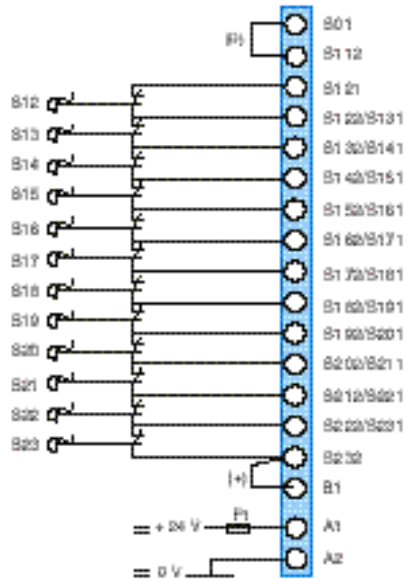 S01
S112
S121
S12
S122/S131
S13
S132/S141
S14
S142/S151
S15
S152/S161
S16
S162/S171
S17
S172/S181
S18
S182/S191
S19
S192/S201
S20
S202/S211
S21
S212/S221
S22
S222/S231
S23
S232
(+)
B1
= + 24 V
F1
A1
A2
= 0 V